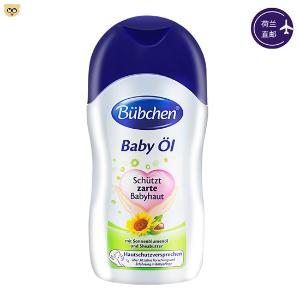 荷兰
直邮
Bübchen
Baby Öl
Schützt
zarte
Babyhaut
mit Sonnenblumenöl
und Sheabutter
Hautschutzversprechen